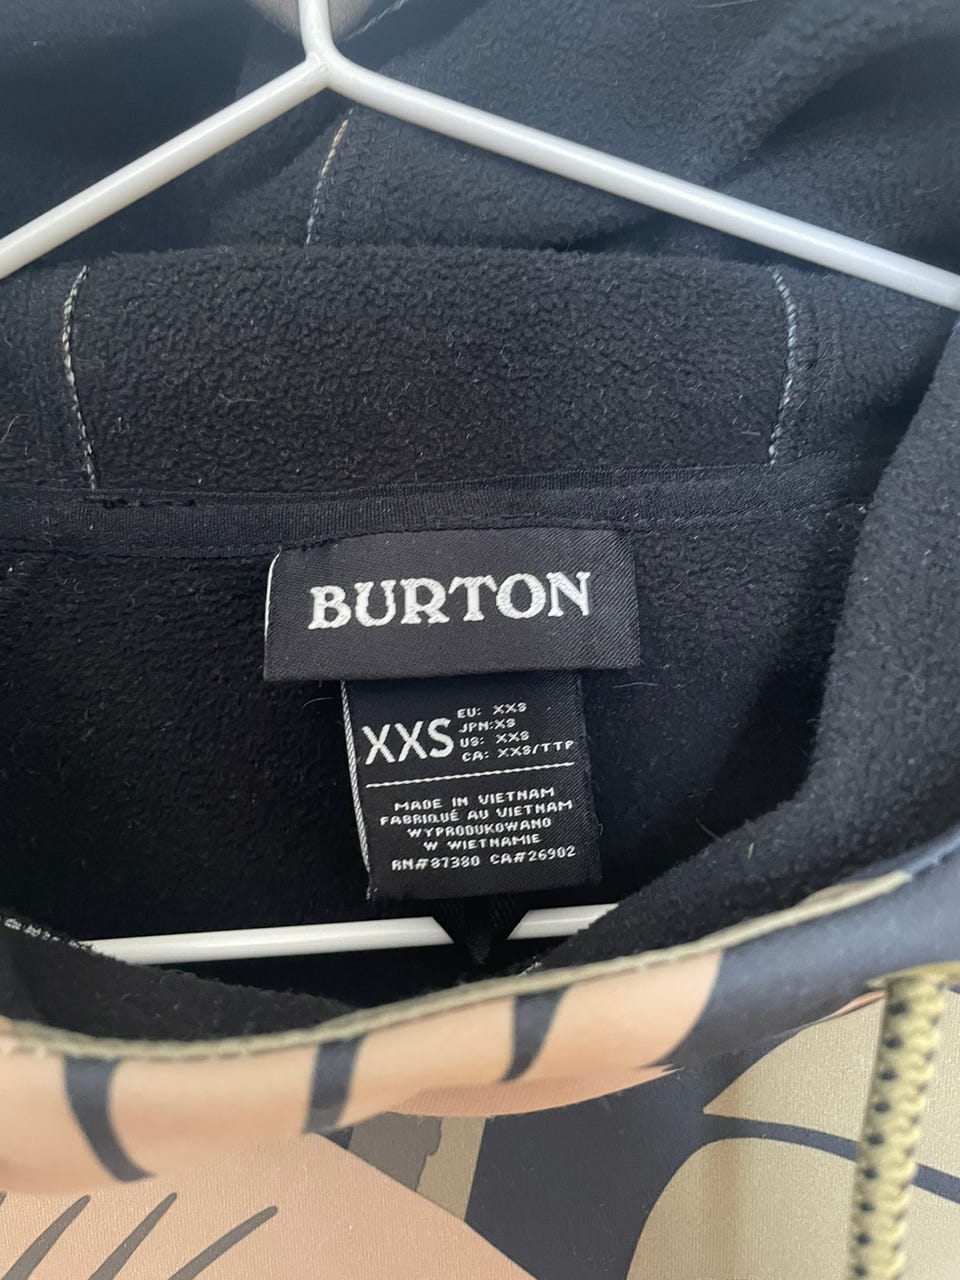 BURTON
XXS
EU: XXS
JPN:XS
US: XXS
CA: XXS/TTP
MADE IN VIETNAM
FABRIQUÉ AU VIETNAM
WYPRODUKOWANO
W WIETNAMIE
RN#87380 CA#26902